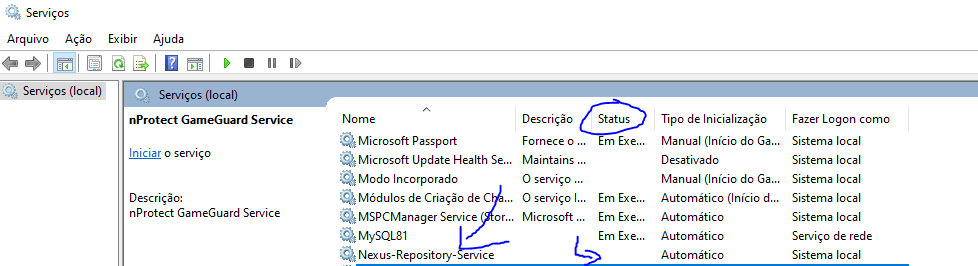 Serviços
Arquivo Ação Exibir Ajuda
Serviços (local)
Serviços (local)
nProtect GameGuard Service
Iniciar o serviço
Descrição:
nProtect GameGuard Service
Nome Descrição Status Tipo de Inicialização Fazer Logon como
Microsoft Passport Fornece o ... Em Exe... Manual (Início do Ga... Sistema local
Microsoft Update Health Se... Maintains ... Desativado Sistema local
Modo Incorporado O serviço ... Manual (Início do Ga... Sistema local
Módulos de Criação de Cha... O serviço I... Em Exe... Automático (Início d... Sistema local
MSPCManager Service (Stor... Microsoft ... Em Exe... Automático Sistema local
MySQL81 Em Exe... Automático Serviço de rede
Nexus-Repository-Service Automático Sistema local